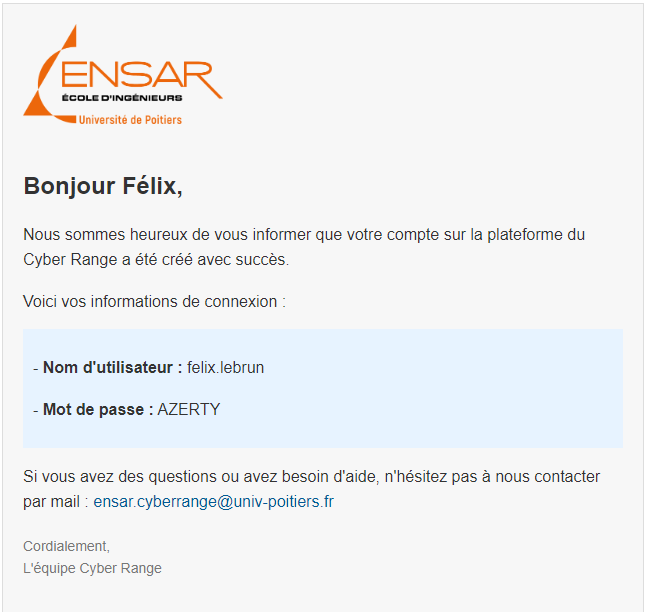 ENSAR
ÉCOLE D'INGÉNIEURS
Université de Poitiers
Bonjour Félix,
Nous sommes heureux de vous informer que votre compte sur la plateforme du
Cyber Range a été créé avec succès.
Voici vos informations de connexion :
- Nom d'utilisateur : felix.lebrun
- Mot de passe : AZERTY
Si vous avez des questions ou avez besoin d'aide, n'hésitez pas à nous contacter
par mail : ensar.cyberrange@univ-poitiers.fr
Cordialement,
L'équipe Cyber Range